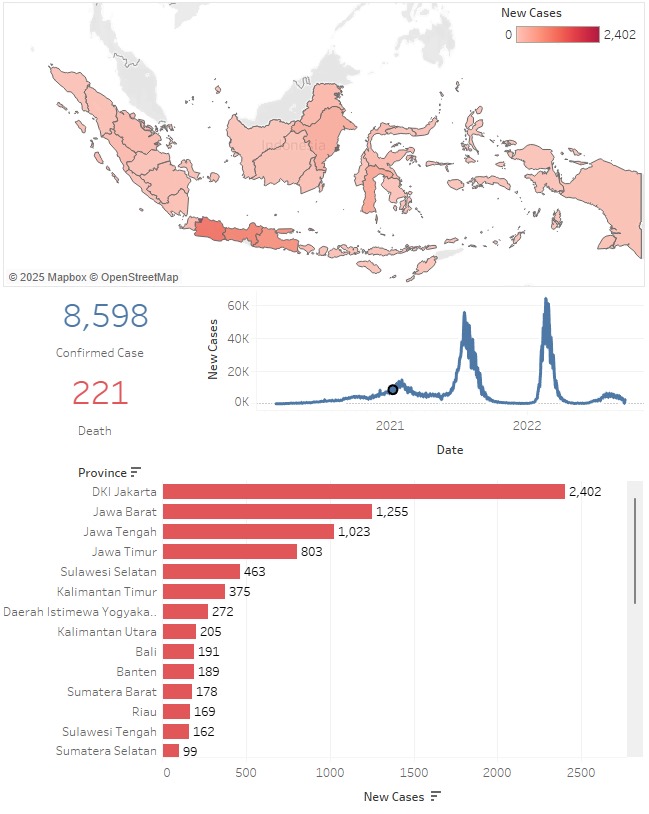 New Cases
0 2,402
Indonesia
© 2025 Mapbox © OpenStreetMap
8,598
Confirmed Case
221
Death
New Cases
60K
40K
20K
0K
2021 2022
Date
Province
DKI Jakarta 2,402
Jawa Barat 1,255
Jawa Tengah 1,023
Jawa Timur 803
Sulawesi Selatan 463
Kalimantan Timur 375
Daerah Istimewa Yogyaka.. 272
Kalimantan Utara 205
Bali 191
Banten 189
Sumatera Barat 178
Riau 169
Sulawesi Tengah 162
Sumatera Selatan 99
0 500 1000 1500 2000 2500
New Cases